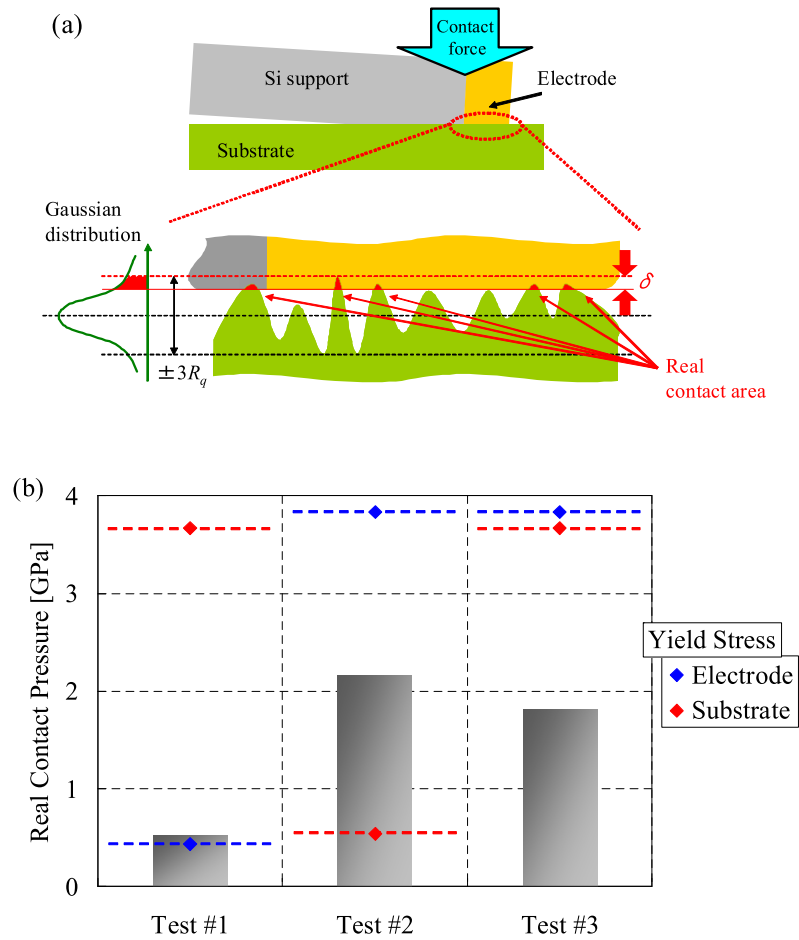 (a)
Contact
force
Si support
Electrode
Substrate
Gaussian
distribution
δ
±3Rq
Real
contact area
(b)
Real Contact Pressure [GPa]
4
3
2
1
0
Test #1
Test #2
Test #3
Yield Stress
Electrode
Substrate